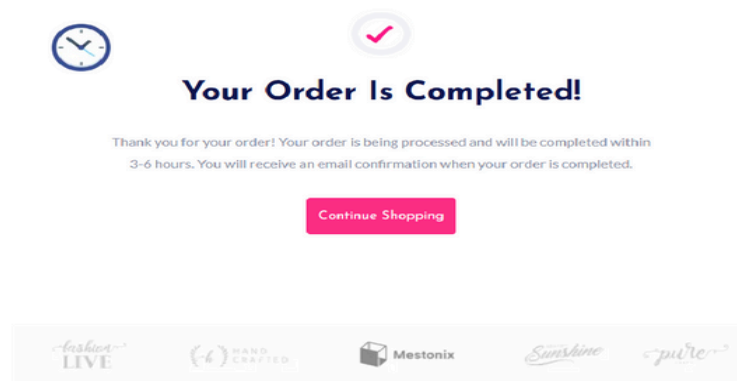 Your Order Is Completed!
Thank you for your order! Your order is being processed and will be completed within
3-6 hours. You will receive an email confirmation when your order is completed.
Continue Shopping
fashion
LIVE
h
HAND
CRAFTED
Mestonix
Sunshine
pure